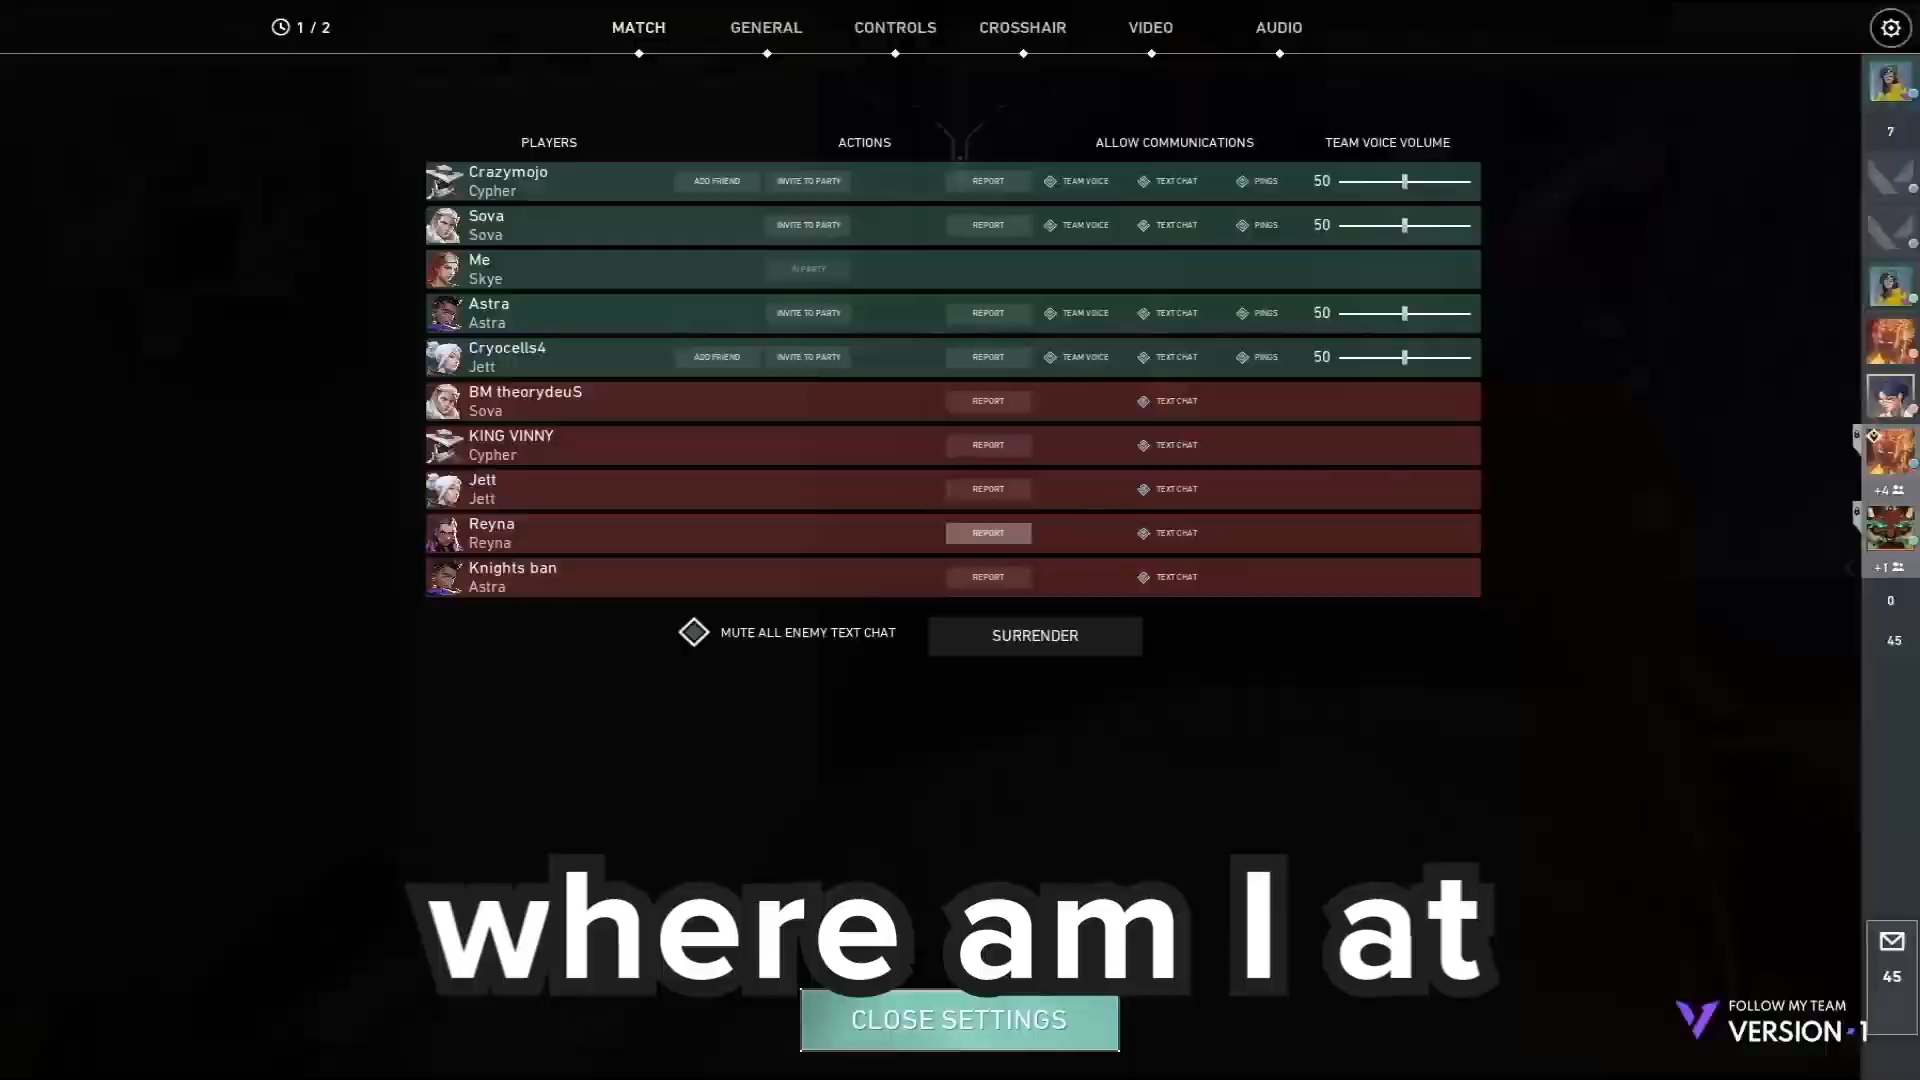 1 / 2
MATCH
GENERAL
CONTROLS
CROSSHAIR
VIDEO
AUDIO
PLAYERS
ACTIONS
ALLOW COMMUNICATIONS
TEAM VOICE VOLUME
Crazymojo
Cypher
ADD FRIEND
INVITE TO PARTY
REPORT
TEAM VOICE
TEXT CHAT
PINGS
50
Sova
Sova
INVITE TO PARTY
REPORT
TEAM VOICE
TEXT CHAT
PINGS
50
Me
Skye
IN PARTY
Astra
Astra
INVITE TO PARTY
REPORT
TEAM VOICE
TEXT CHAT
PINGS
50
Cryocells4
Jett
ADD FRIEND
INVITE TO PARTY
REPORT
TEAM VOICE
TEXT CHAT
PINGS
50
BM theorydeuS
Sova
REPORT
TEXT CHAT
KING VINNY
Cypher
REPORT
TEXT CHAT
Jett
Jett
REPORT
TEXT CHAT
Reyna
Reyna
REPORT
TEXT CHAT
Knights ban
Astra
REPORT
TEXT CHAT
MUTE ALL ENEMY TEXT CHAT
SURRENDER
where am I at
CLOSE SETTINGS
7
+4
+1
0
45
45
FOLLOW MY TEAM
VERSION-1